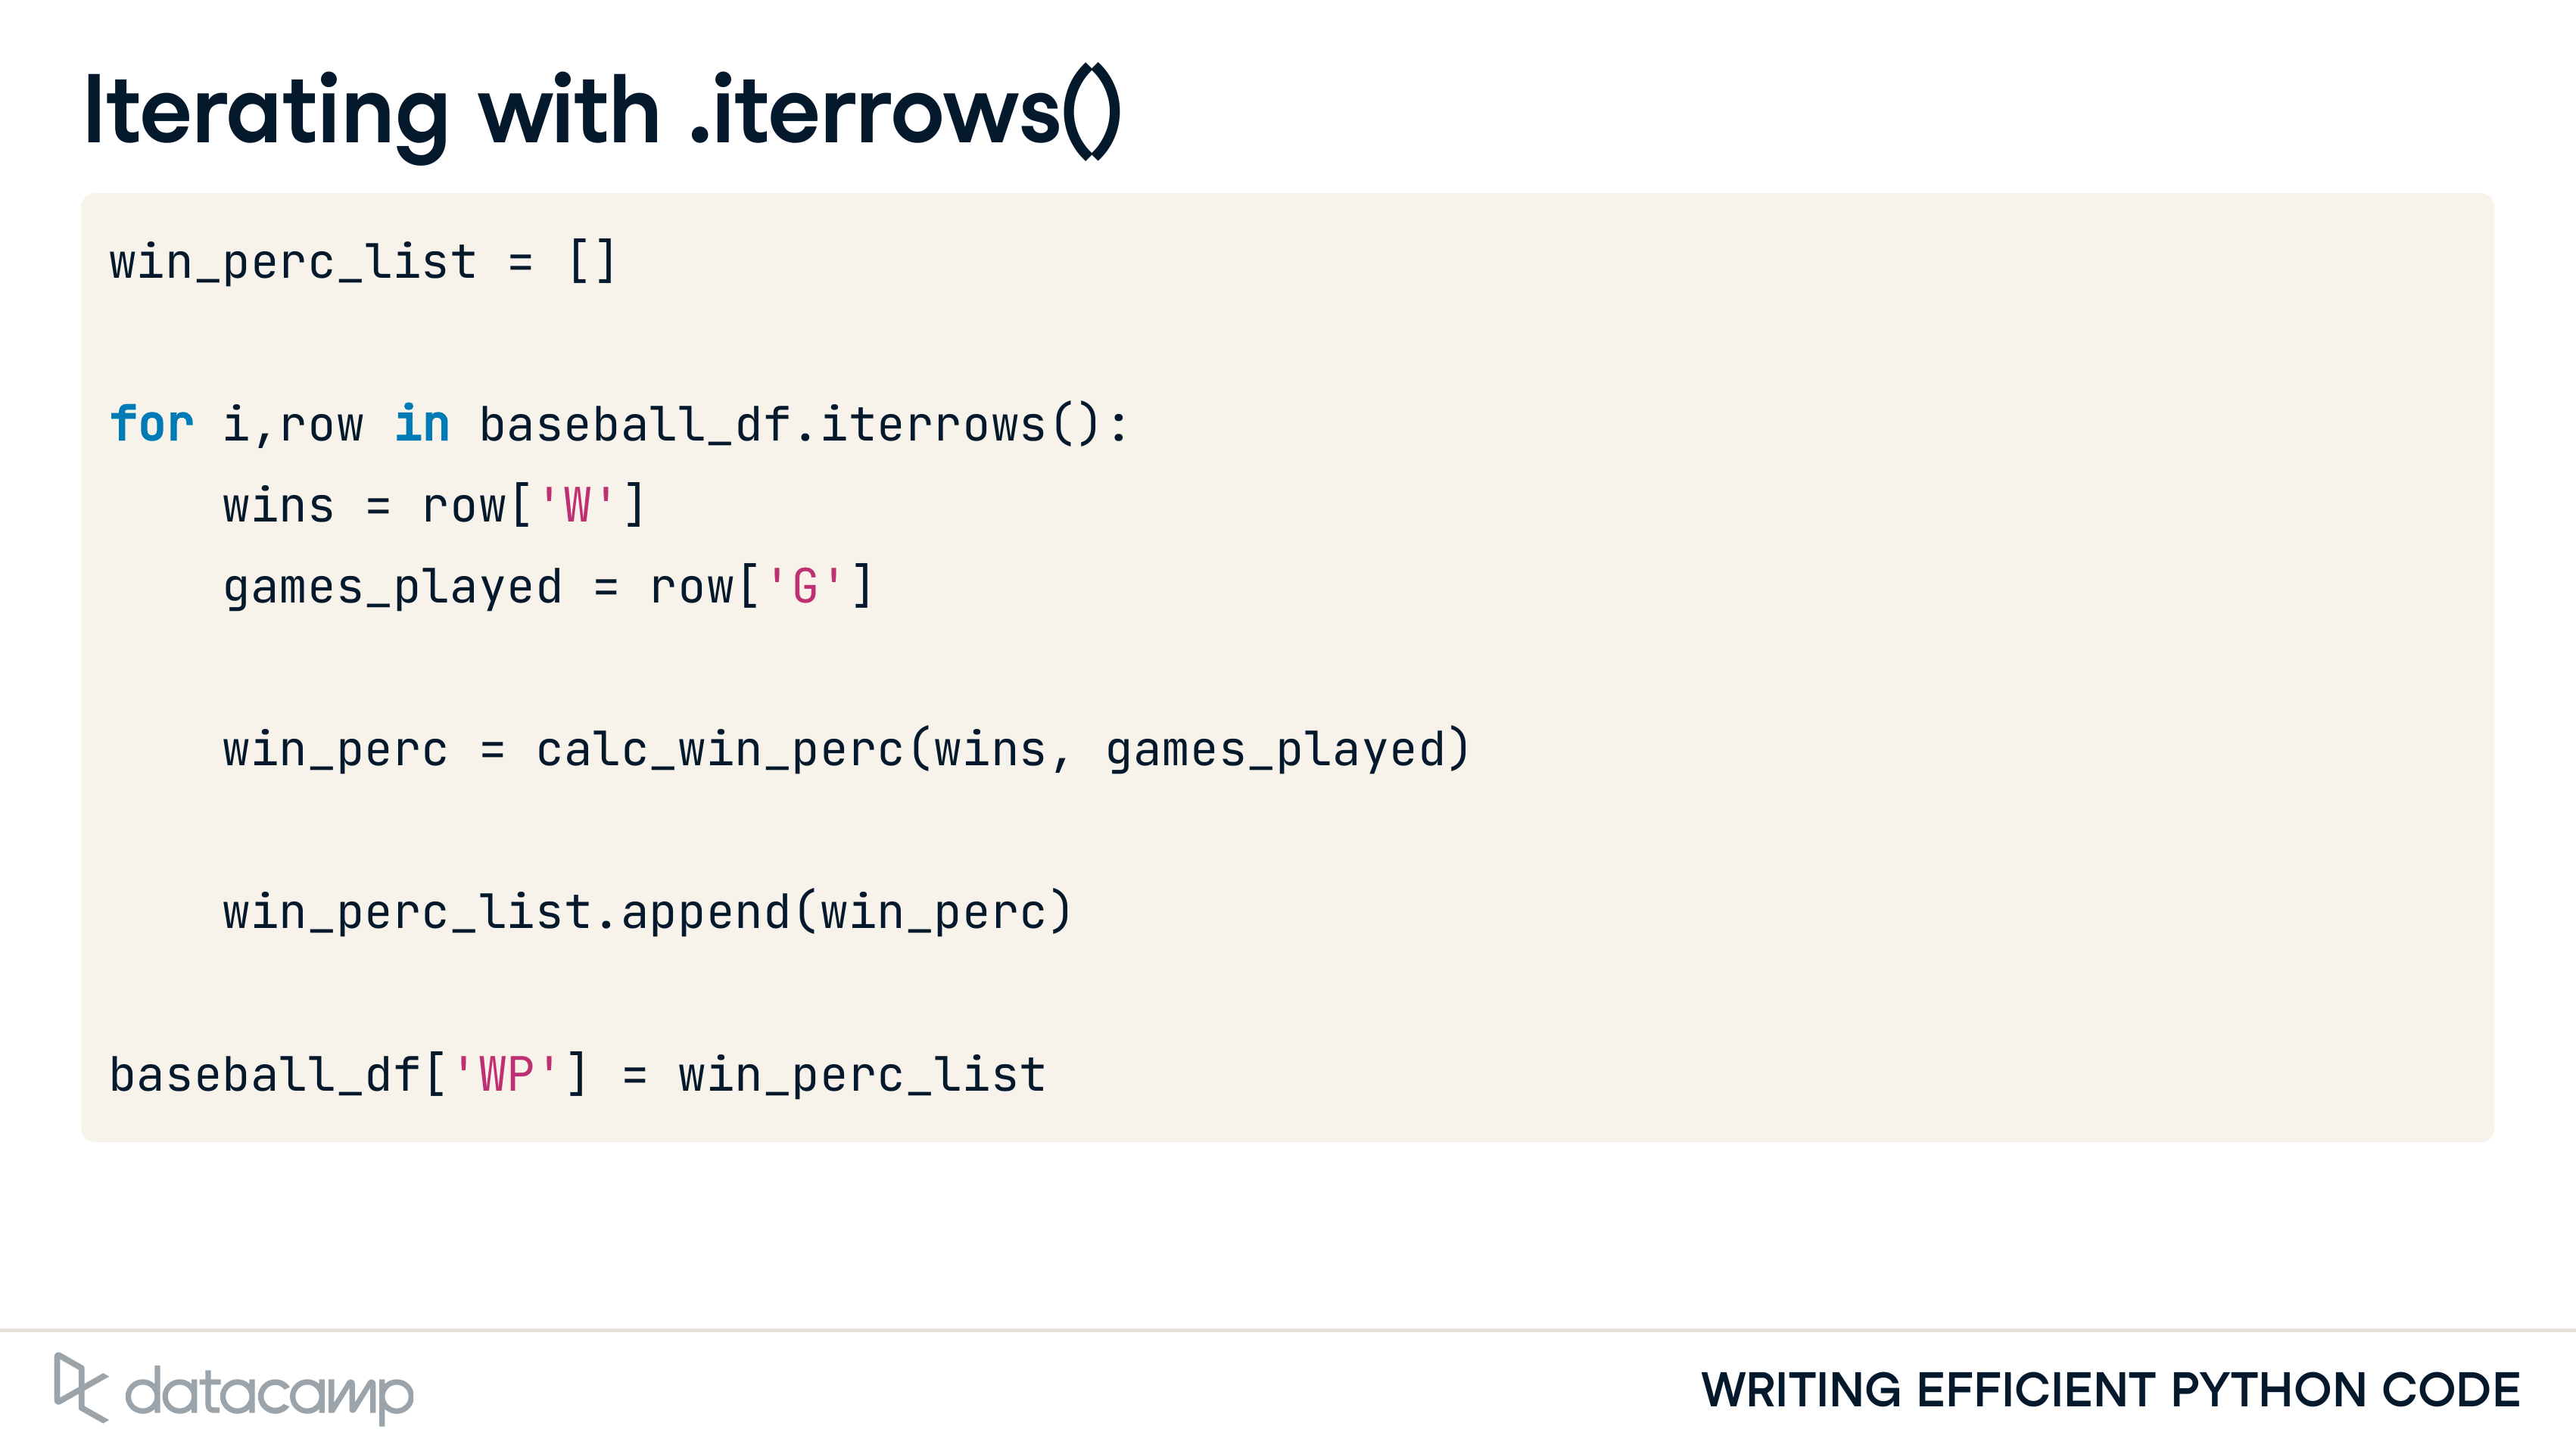 Iterating with .iterrows()
win_perc_list = []
for i,row in baseball_df.iterrows():
    wins = row['W']
    games_played = row['G']
    win_perc = calc_win_perc(wins, games_played)
    win_perc_list.append(win_perc)
baseball_df['WP'] = win_perc_list
datacamp
WRITING EFFICIENT PYTHON CODE